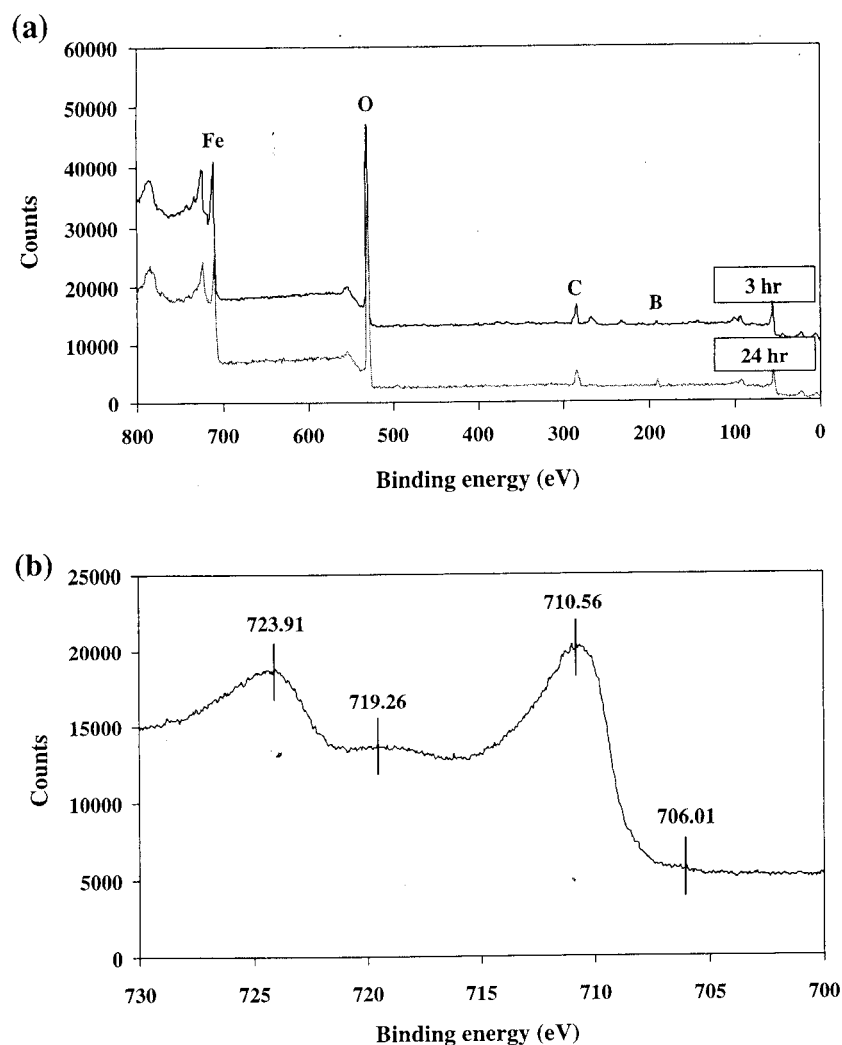 (a)
60000
50000
40000
30000
20000
10000
0
Counts
Fe
O
C
B
3 hr
24 hr
800 700 600 500 400 300 200 100 0
Binding energy (eV)
(b)
25000
20000
15000
10000
5000
0
Counts
723.91
719.26
710.56
706.01
730 725 720 715 710 705 700
Binding energy (eV)